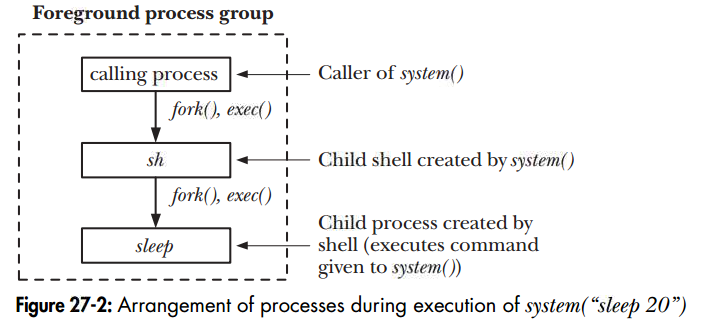 Foreground process group
calling process
Caller of system()
fork(), exec()
sh
Child shell created by system()
fork(), exec()
sleep
Child process created by
shell (executes command
given to system())
Figure 27-2: Arrangement of processes during execution of system(“sleep 20”)